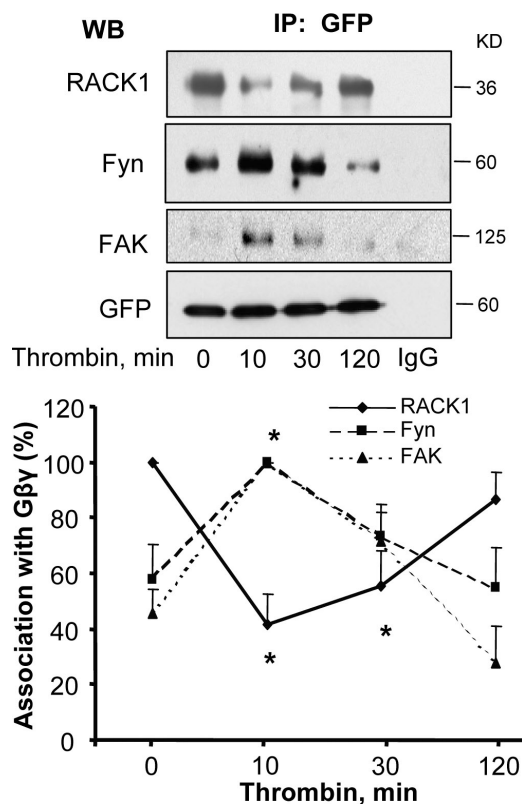 WB IP: GFP KD
RACK1 36
Fyn 60
FAK 125
GFP 60
Thrombin, min 0 10 30 120 IgG
Association with Gβγ (%)
120
100
80
60
40
20
0
RACK1
Fyn
FAK
*
*
*
0 10 30 120
Thrombin, min